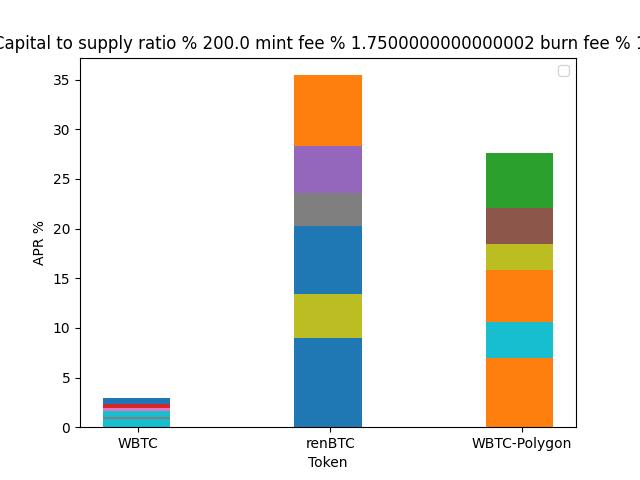 Capital to supply ratio % 200.0 mint fee % 1.7500000000000002 burn fee %
APR %
35
30
25
20
15
10
5
0
WBTC
renBTC
WBTC-Polygon
Token